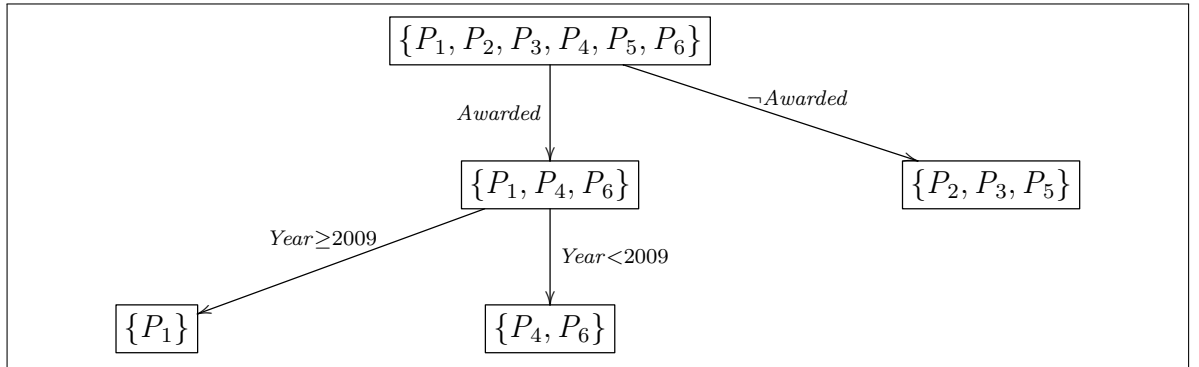 {P₁, P₂, P₃, P₄, P₅, P₆}
Awarded
¬Awarded
{P₁, P₄, P₆}
{P₂, P₃, P₅}
Year≥2009
Year<2009
{P₁}
{P₄, P₆}